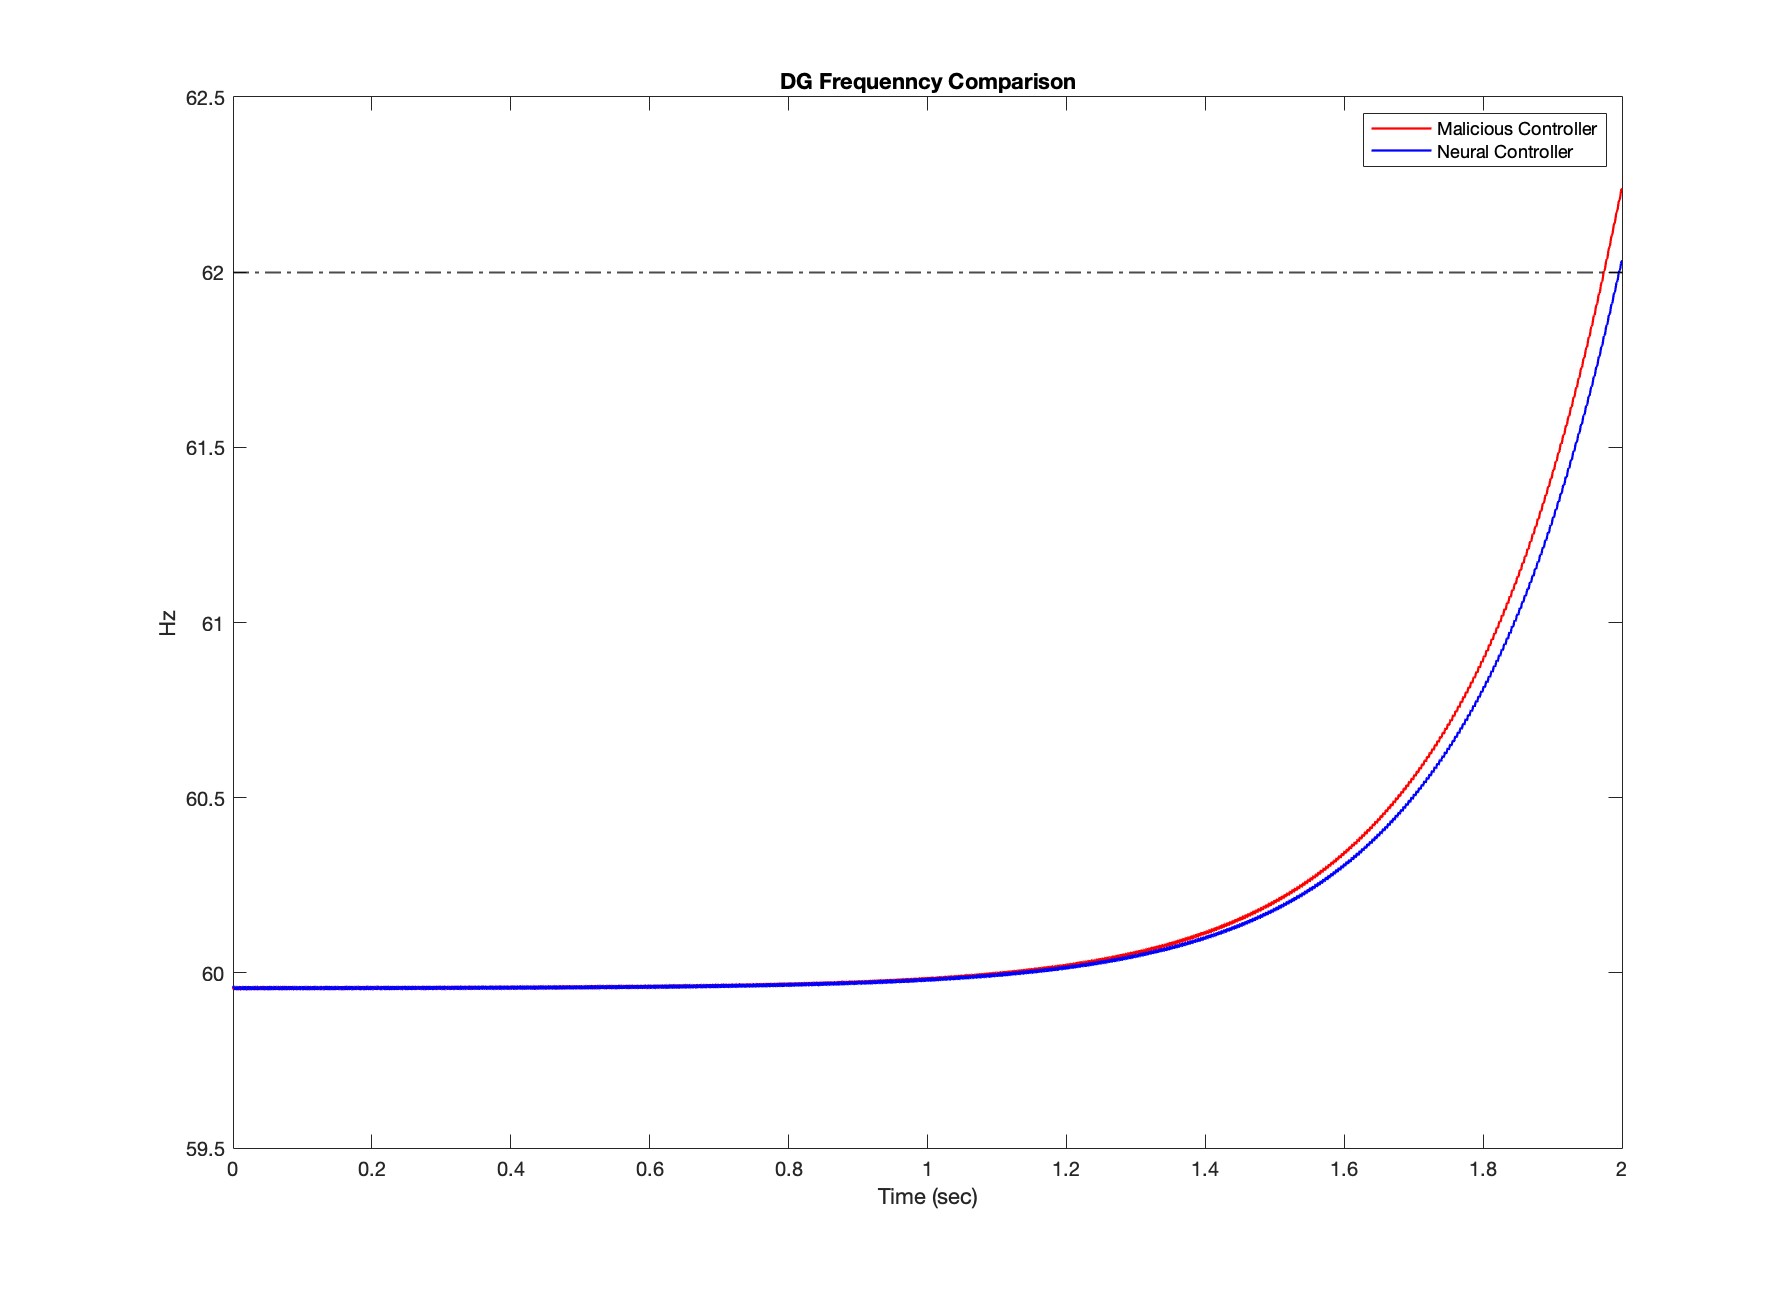 DG Frequenncy Comparison
62.5
Malicious Controller
Neural Controller
62
61.5
61
Hz
60.5
60
59.5
0 0.2 0.4 0.6 0.8 1 1.2 1.4 1.6 1.8 2
Time (sec)